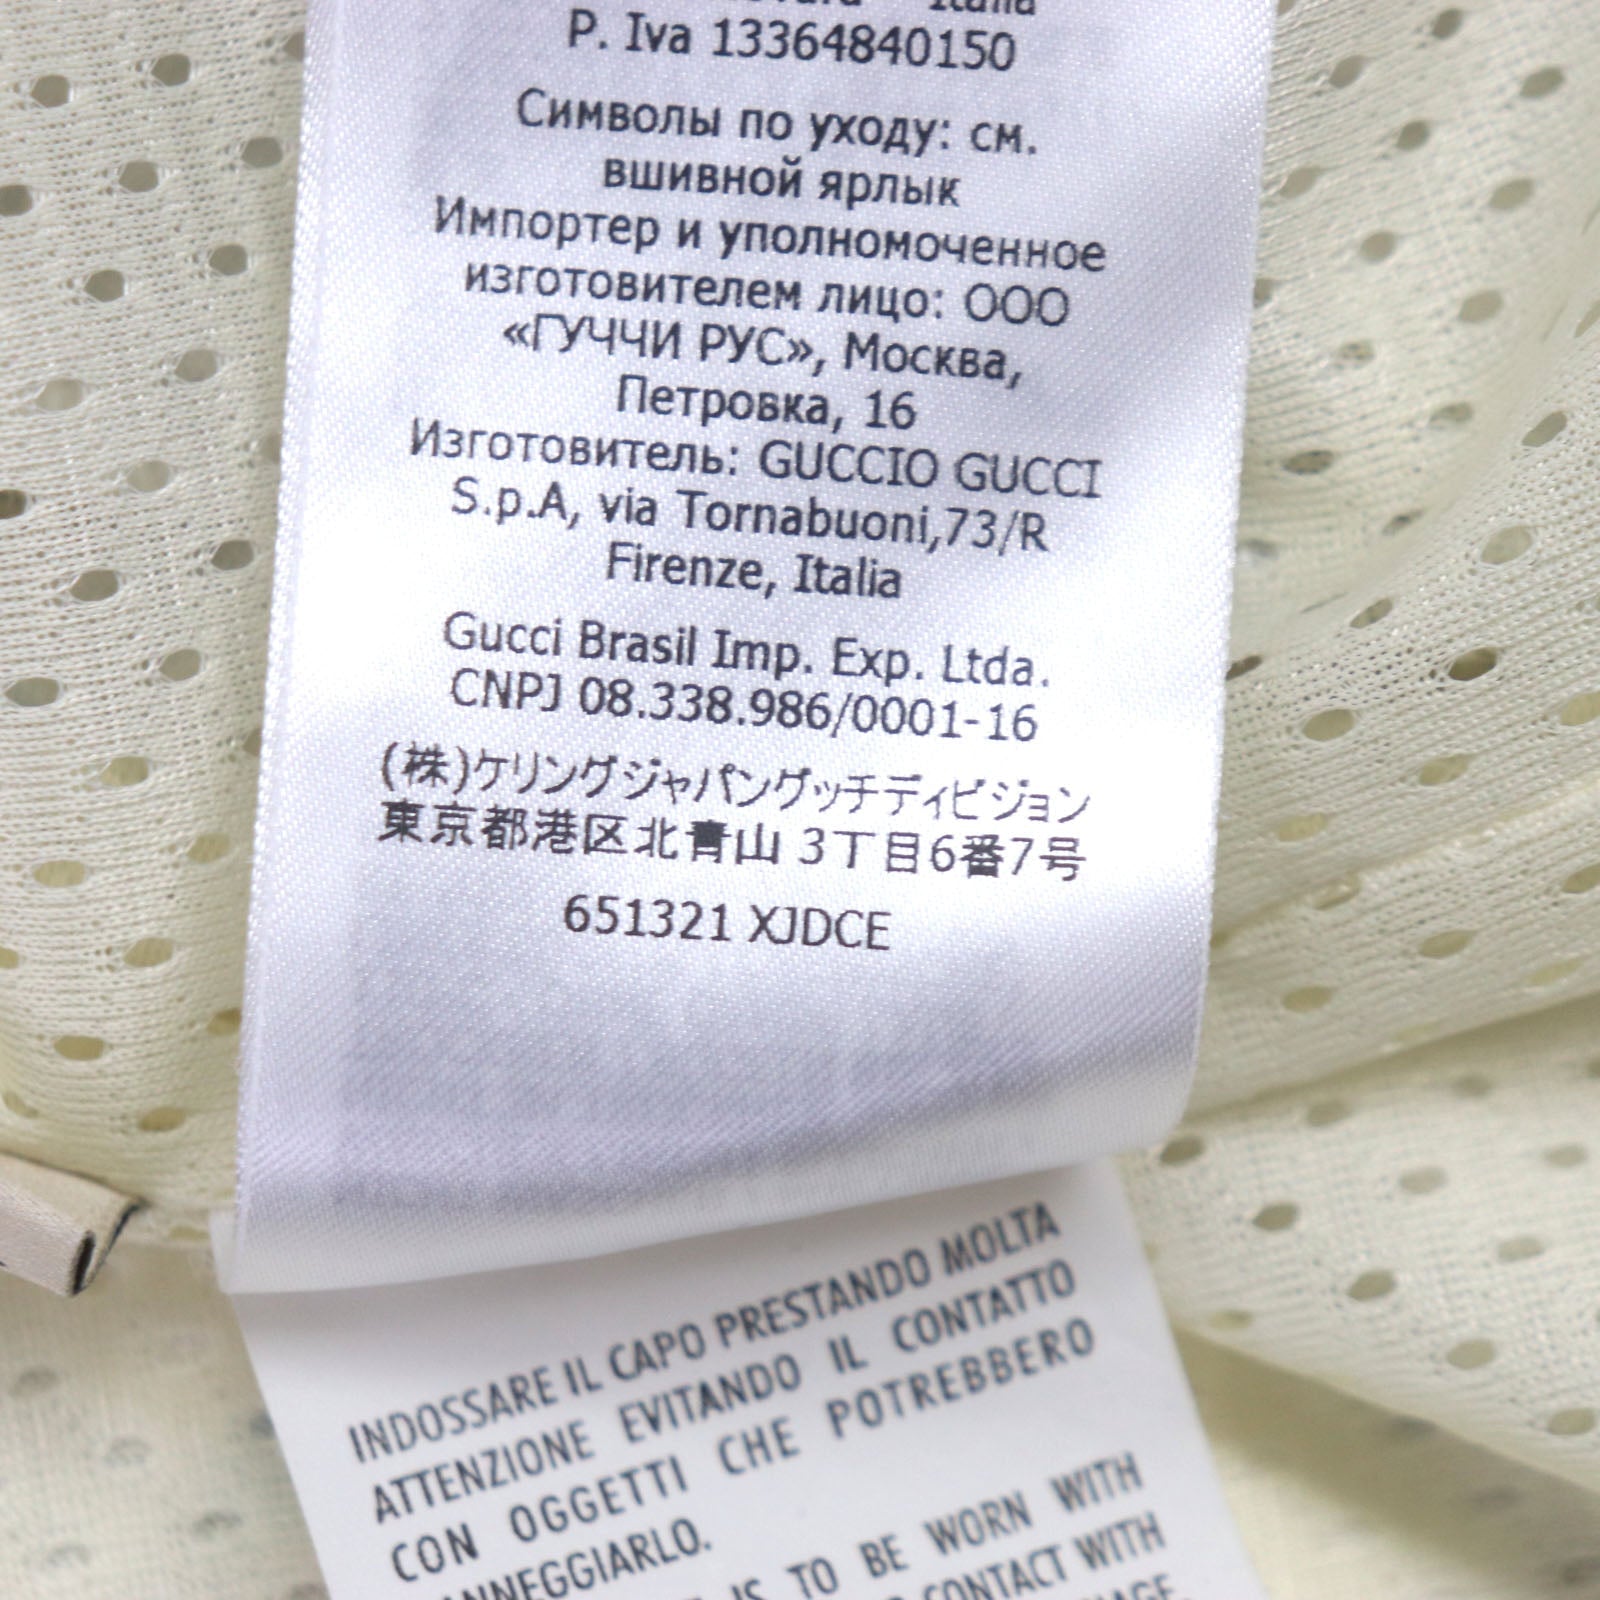 Italia
P. Iva 13364840150
Символы по уходу: см.
вшивной ярлык
Импортер и уполномоченное
изготовителем лицо: ООО
«ГУЧЧИ РУС», Москва,
Петровка, 16
Изготовитель: GUCCIO GUCCI
S.p.A, via Tornabuoni,73/R
Firenze, Italia
Gucci Brasil Imp. Exp. Ltda.
CNPJ 08.338.986/0001-16
(株)ケリングジャパングッチディビジョン
東京都港区北青山 3丁目6番7号
651321 XJDCE
INDOSSARE IL CAPO PRESTANDO MOLTA
ATTENZIONE EVITANDO IL CONTATTO
CON OGGETTI CHE POTREBBERO
IS TO BE WORN WITH
CONTACT WITH